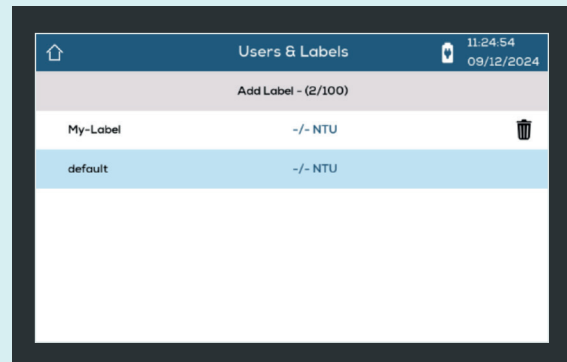 Users & Labels
11:24:54
09/12/2024
Add Label - (2/100)
My-Label -/- NTU
default -/- NTU